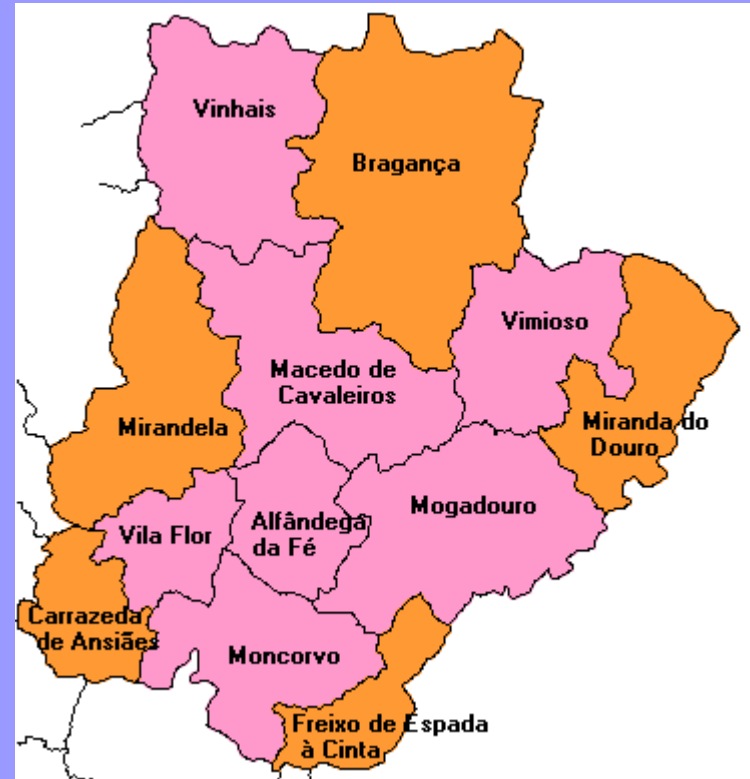 Vinhais
Bragança
Vimioso
Macedo de
Cavaleiros
Mirandela
Miranda do
Douro
Mogadouro
Vila Flor
Alfândega
da Fé
Carrazeda
de Ansiães
Moncorvo
Freixo de Espada
à Cinta